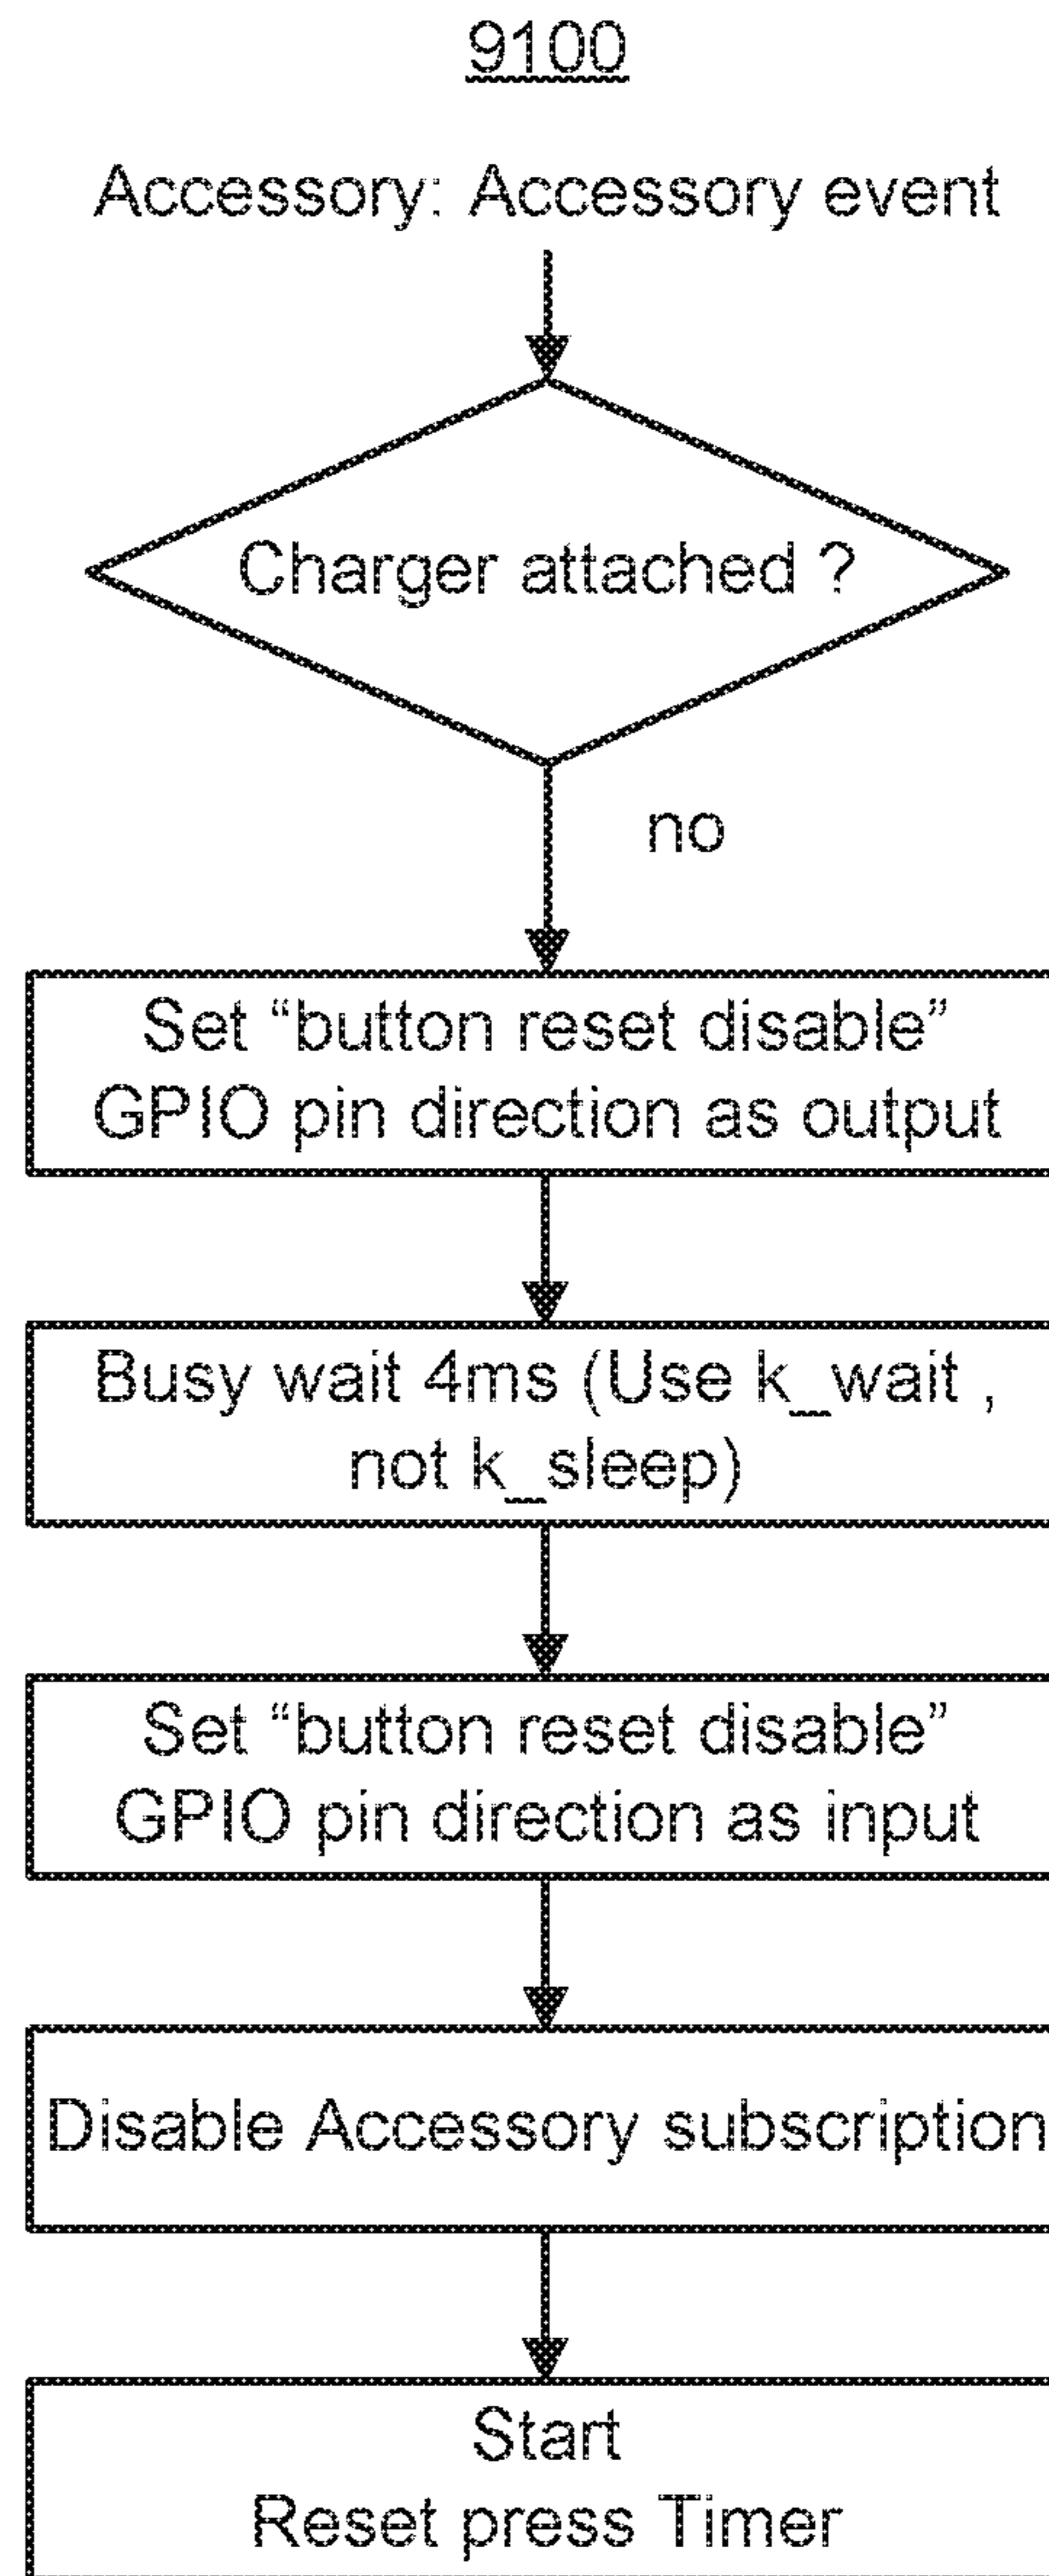 9100
Accessory: Accessory event
Charger attached ?
no
Set “button reset disable”
GPIO pin direction as output
Busy wait 4ms (Use k_wait ,
not k_sleep)
Set “button reset disable”
GPIO pin direction as input
Disable Accessory subscription
Start
Reset press Timer